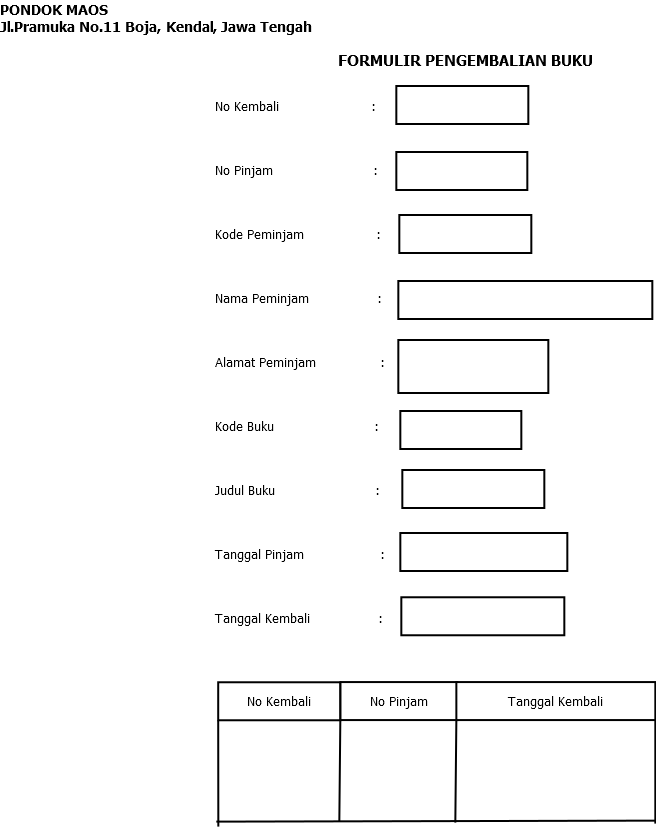 PONDOK MAOS
Jl.Pramuka No.11 Boja, Kendal, Jawa Tengah
FORMULIR PENGEMBALIAN BUKU
No Kembali :
No Pinjam :
Kode Peminjam :
Nama Peminjam :
Alamat Peminjam :
Kode Buku :
Judul Buku :
Tanggal Pinjam :
Tanggal Kembali :
No Kembali No Pinjam Tanggal Kembali